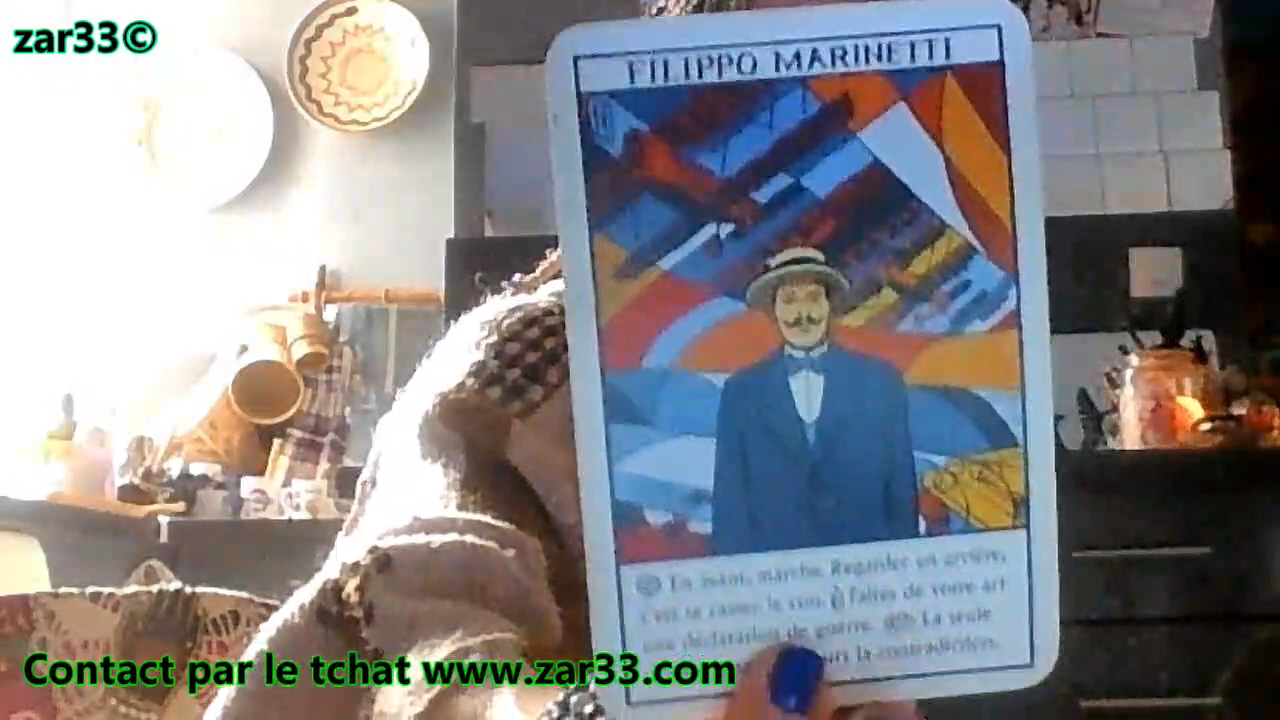 zar33©
FILIPPO MARINETTI
En avant, marche. Regarder en arrière,
c'est se casser le cou. Faites de votre art
une déclaration de guerre. La seule
la contradiction.
Contact par le tchat www.zar33.com